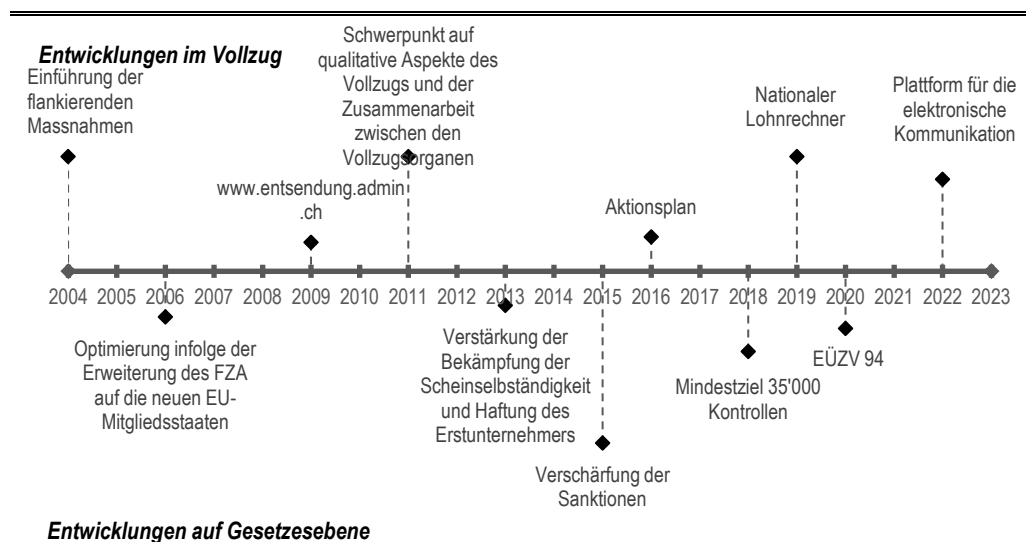 Entwicklungen im Vollzug
Einführung der
flankierenden
Massnahmen
www.entsendung.admin
.ch
Schwerpunkt auf
qualitative Aspekte des
Vollzugs und der
Zusammenarbeit
zwischen den
Vollzugsorganen
Aktionsplan
Nationaler
Lohnrechner
Plattform für die
elektronische
Kommunikation
2004 2005 2006 2007 2008 2009 2010 2011 2012 2013 2014 2015 2016 2017 2018 2019 2020 2021 2022 2023
Optimierung infolge der
Erweiterung des FZA
auf die neuen EU-
Mitgliedsstaaten
Verstärkung der
Bekämpfung der
Scheinselbständigkeit
und Haftung des
Erstunternehmers
Verschärfung der
Sanktionen
Mindestziel 35'000
Kontrollen
EÜZV 94
Entwicklungen auf Gesetzesebene